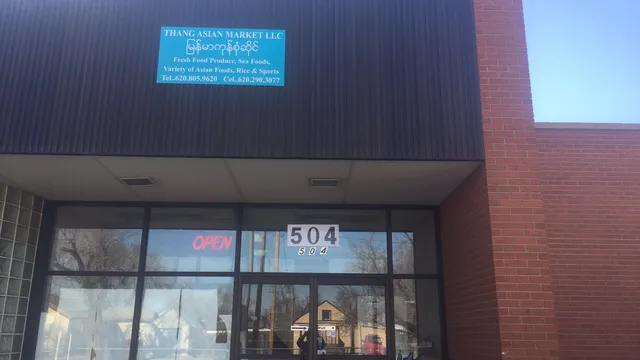 THANG ASIAN MARKET LLC
မြန်မာကုန်စုံဆိုင်
Fresh Food Produce, Sea Foods,
Variety of Asian Foods, Rice & Sports
Tel..620.805.9620 Cel..620.290.3877
OPEN
504
504